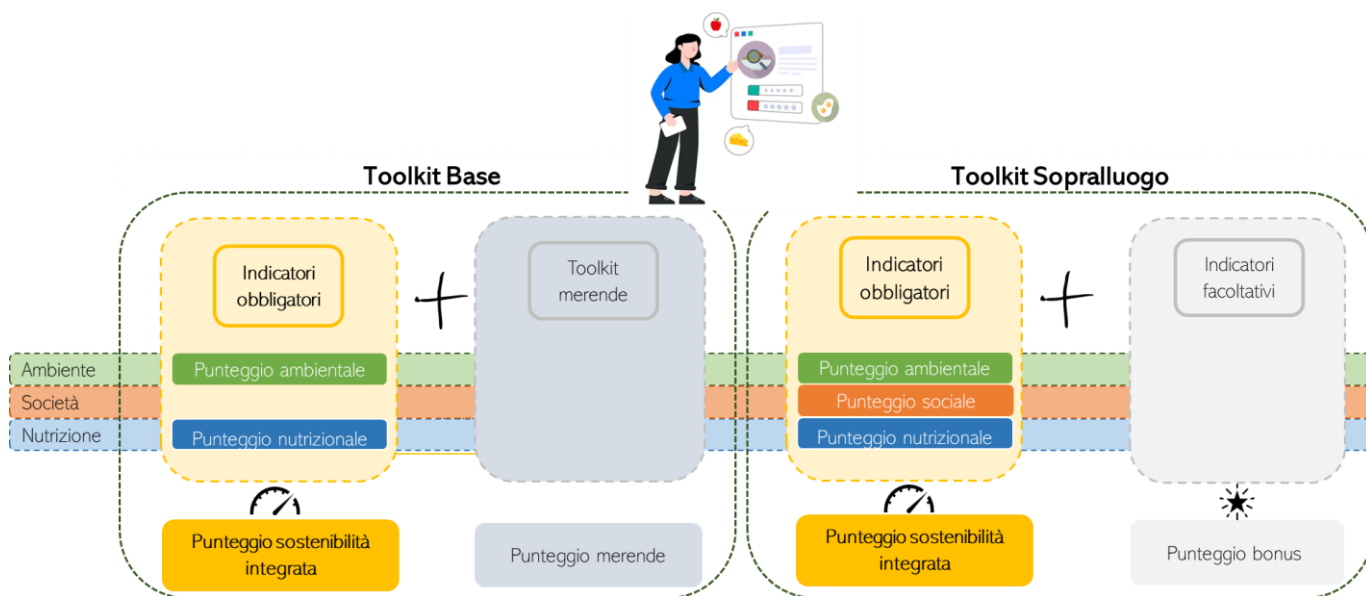 Toolkit Base
Toolkit Sopralluogo
Indicatori
obbligatori
Toolkit
merende
Indicatori
obbligatori
Indicatori
facoltativi
Ambiente
Punteggio ambientale
Punteggio ambientale
Società
Punteggio sociale
Nutrizione
Punteggio nutrizionale
Punteggio nutrizionale
Punteggio sostenibilità
integrata
Punteggio merende
Punteggio sostenibilità
integrata
Punteggio bonus